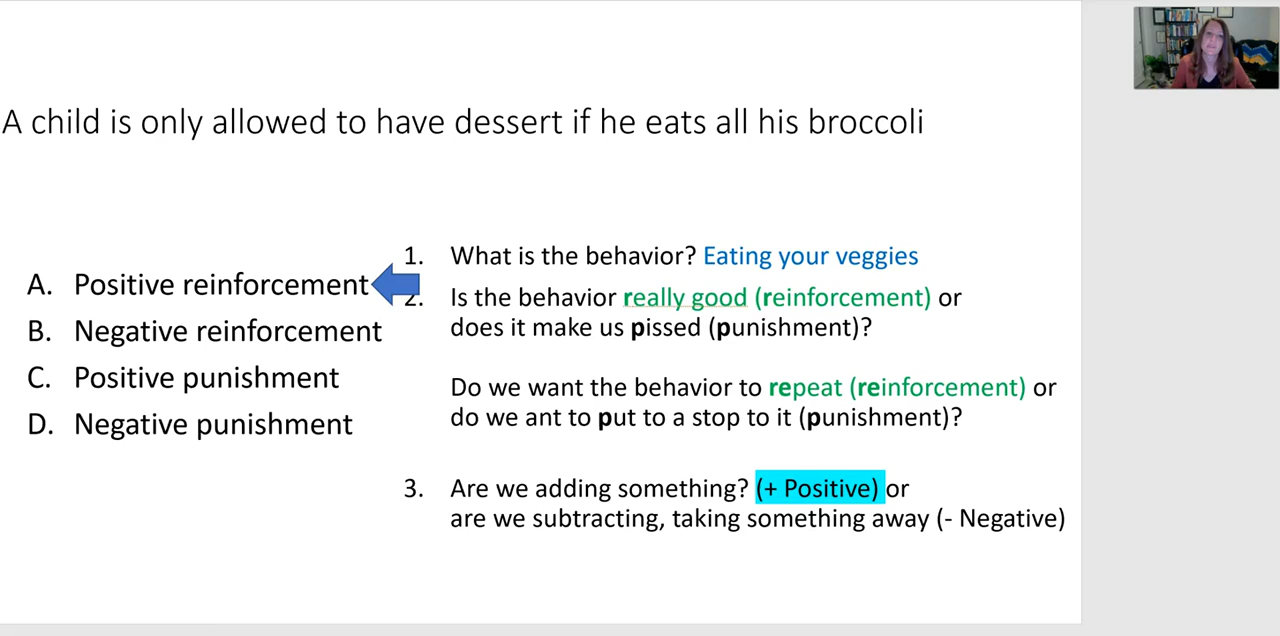 A child is only allowed to have dessert if he eats all his broccoli
A. Positive reinforcement
B. Negative reinforcement
C. Positive punishment
D. Negative punishment
1. What is the behavior? Eating your veggies
2. Is the behavior really good (reinforcement) or
does it make us pissed (punishment)?
Do we want the behavior to repeat (reinforcement) or
do we ant to put to a stop to it (punishment)?
3. Are we adding something? (+ Positive) or
are we subtracting, taking something away (- Negative)